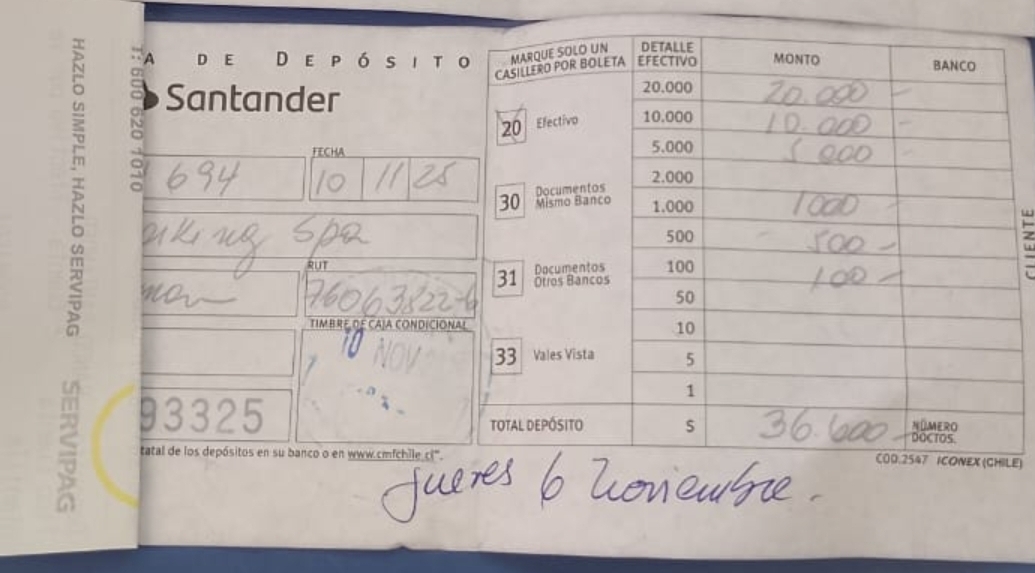 HAZLO SIMPLE, HAZLO SERVIPAG SERVIPAG
T: 600 620 1010
A DE DEPÓSITO
Santander
694
FECHA
10 11 25
king Spa
RUT
76063822-6
TIMBRE DE CAJA CONDICIONAL
10 NOV
93325
tatal de los depósitos en su banco o en www.cmfchile.cl".
MARQUE SOLO UN CASILLERO POR BOLETA
20 Efectivo
30 Documentos Mismo Banco
31 Documentos Otros Bancos
33 Vales Vista
DETALLE EFECTIVO MONTO BANCO
20.000 20.000 -
10.000 10.000 -
5.000 5 000 -
2.000
1.000 1000 -
500 500 -
100 100 -
50
10
5
1
TOTAL DEPÓSITO $ 36.600 - NÚMERO DOCTOS.
COD.2547 ICONEX (CHILE)
CLIENTE
jueves 6 noviembre.